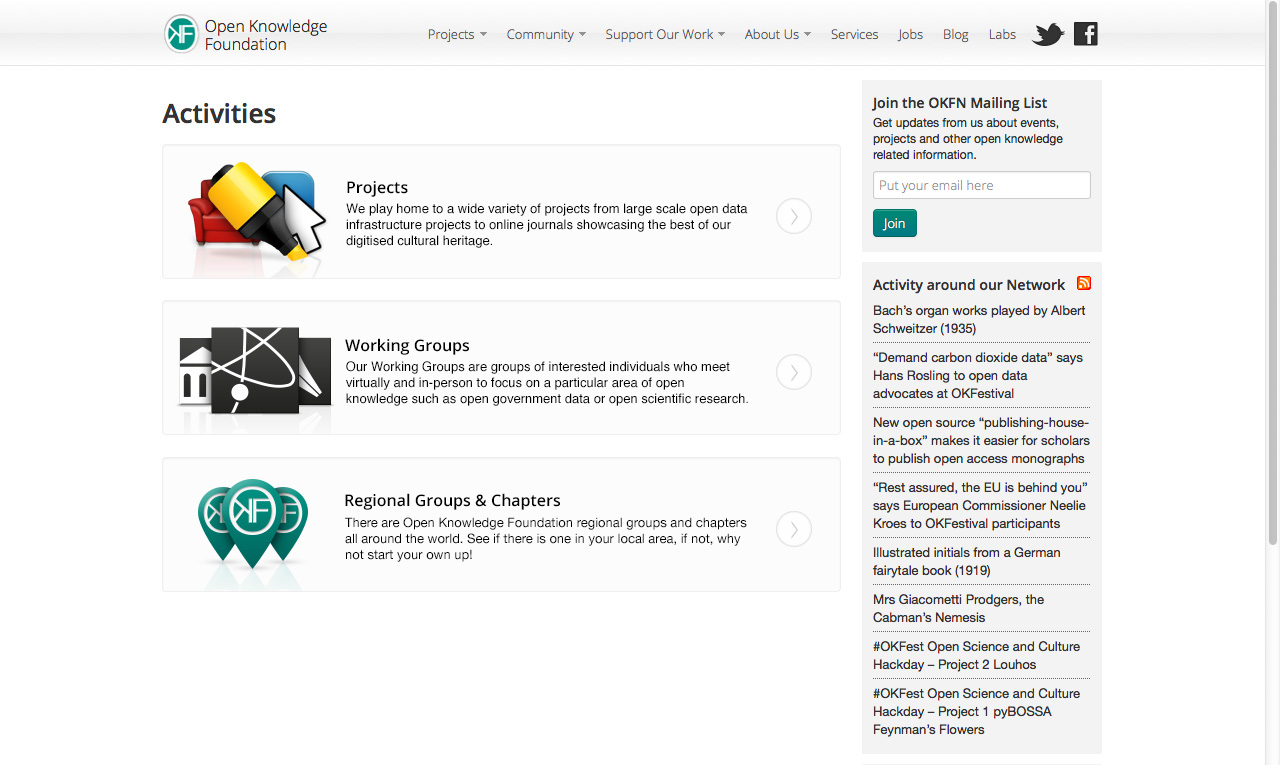 Open Knowledge
Foundation
Projects
Community
Support Our Work
About Us
Services
Jobs
Blog
Labs
Activities
Projects
We play home to a wide variety of projects from large scale open data
infrastructure projects to online journals showcasing the best of our
digitised cultural heritage.
Working Groups
Our Working Groups are groups of interested individuals who meet
virtually and in-person to focus on a particular area of open
knowledge such as open government data or open scientific research.
Regional Groups & Chapters
There are Open Knowledge Foundation regional groups and chapters
all around the world. See if there is one in your local area, if not, why
not start your own up!
Join the OKFN Mailing List
Get updates from us about events,
projects and other open knowledge
related information.
Put your email here
Join
Activity around our Network
Bach’s organ works played by Albert
Schweitzer (1935)
“Demand carbon dioxide data” says
Hans Rosling to open data
advocates at OKFestival
New open source “publishing-house-
in-a-box” makes it easier for scholars
to publish open access monographs
“Rest assured, the EU is behind you”
says European Commissioner Neelie
Kroes to OKFestival participants
Illustrated initials from a German
fairytale book (1919)
Mrs Giacometti Prodgers, the
Cabman’s Nemesis
#OKFest Open Science and Culture
Hackday – Project 2 Louhos
#OKFest Open Science and Culture
Hackday – Project 1 pyBOSSA
Feynman’s Flowers